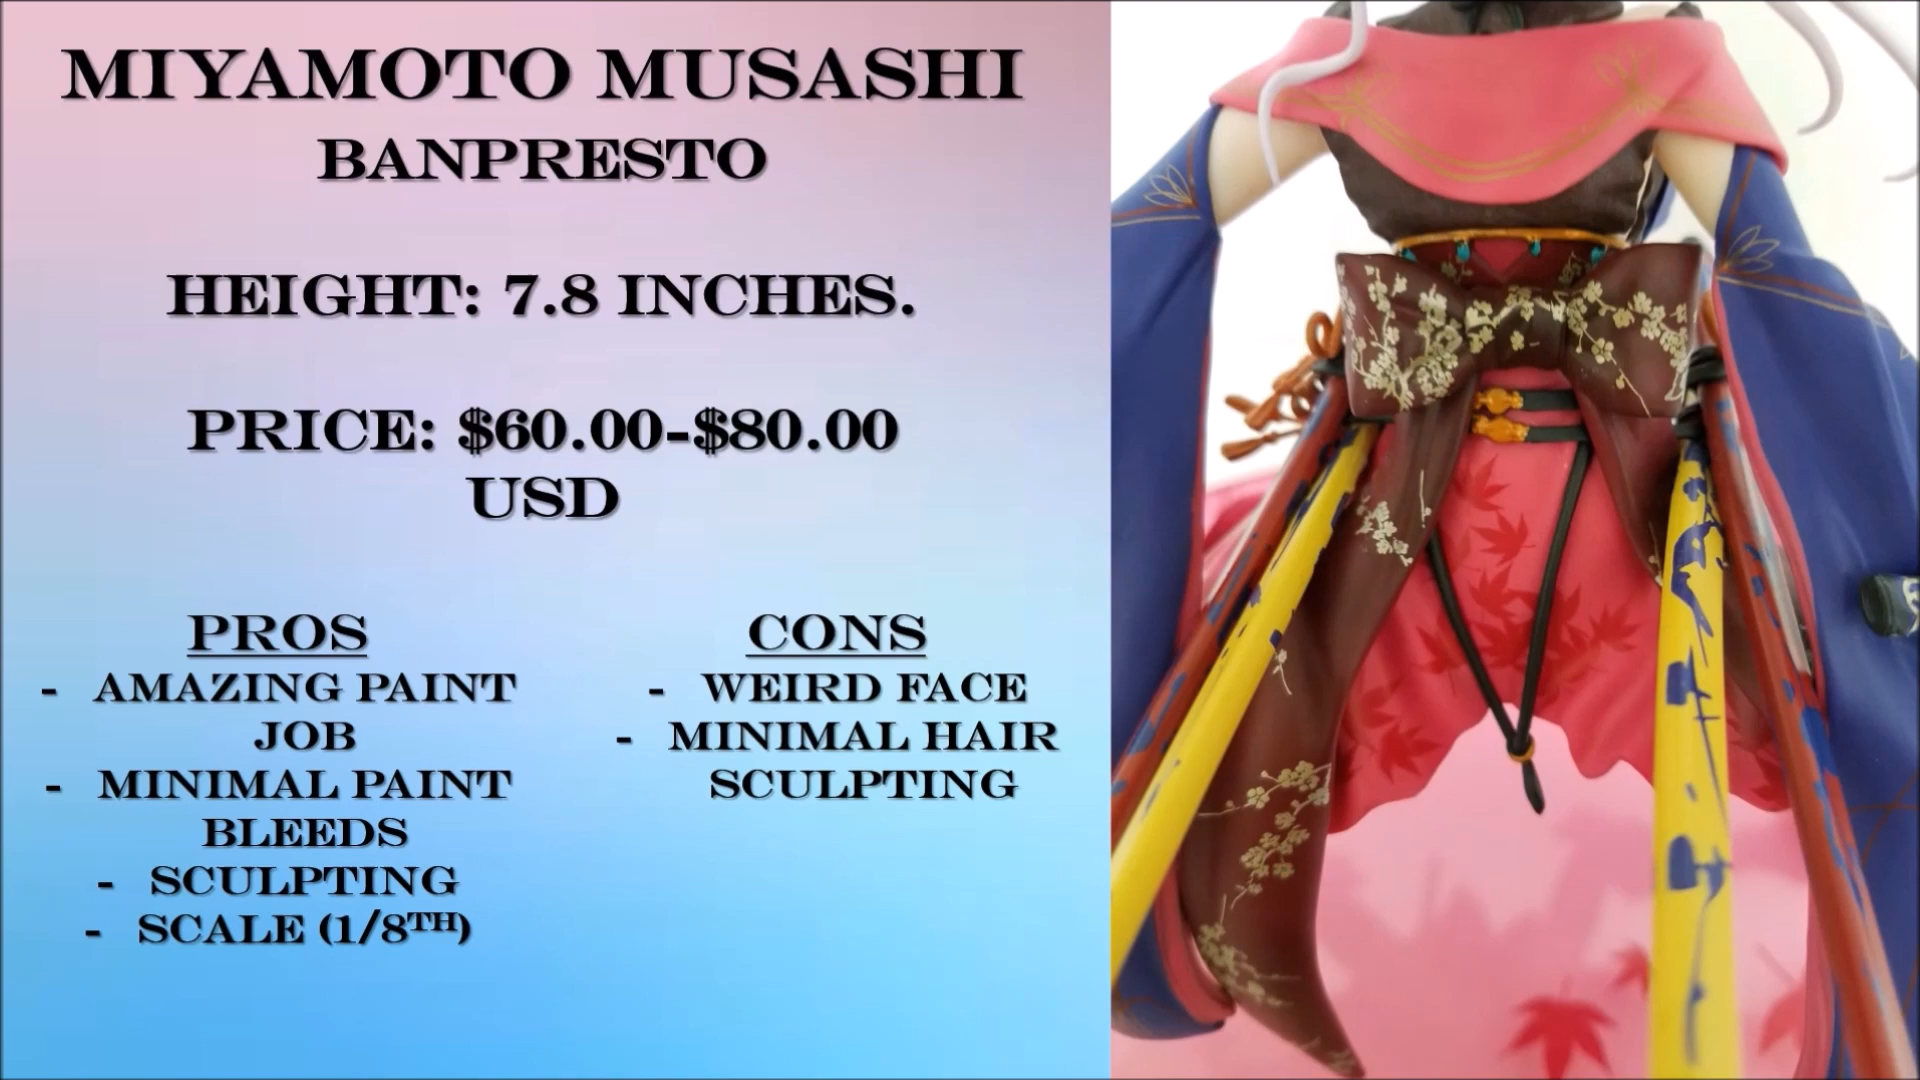 MIYAMOTO MUSASHI
BANPRESTO
HEIGHT: 7.8 INCHES.
PRICE: $60.00-$80.00
USD
PROS
- AMAZING PAINT
JOB
- MINIMAL PAINT
BLEEDS
- SCULPTING
- SCALE (1/8TH)
CONS
- WEIRD FACE
- MINIMAL HAIR
SCULPTING